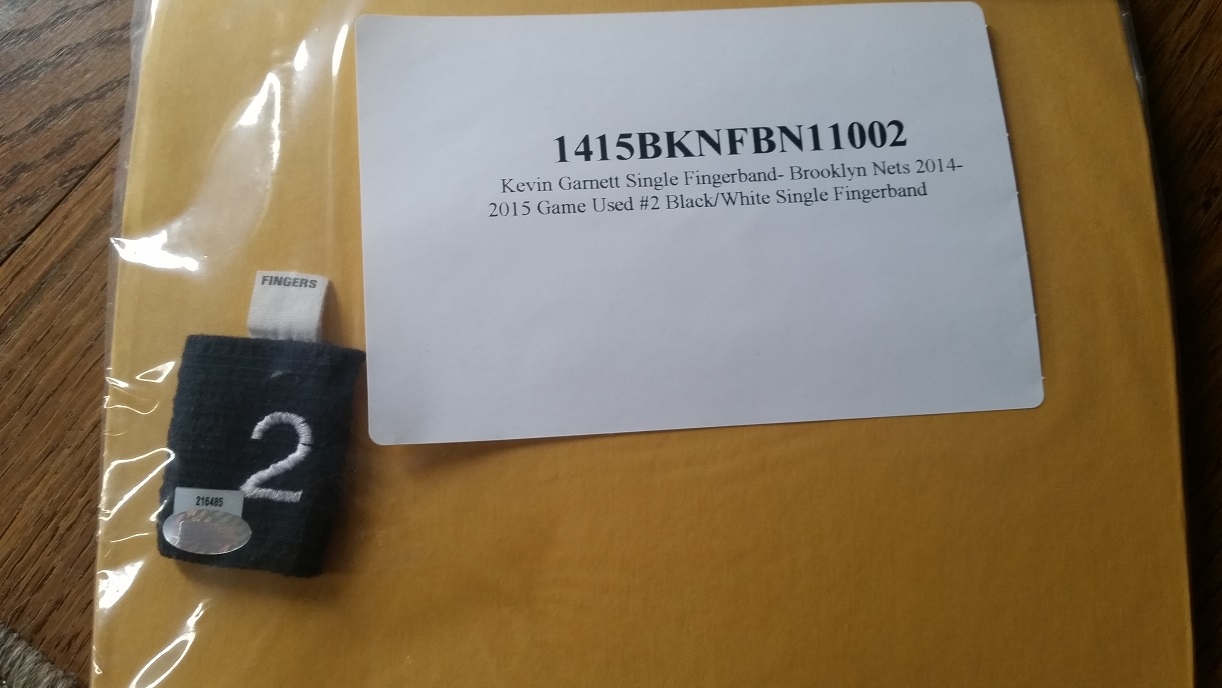 1415BKNFBN11002
Kevin Garnett Single Fingerband- Brooklyn Nets 2014-
2015 Game Used #2 Black/White Single Fingerband
FINGERS
2
216485